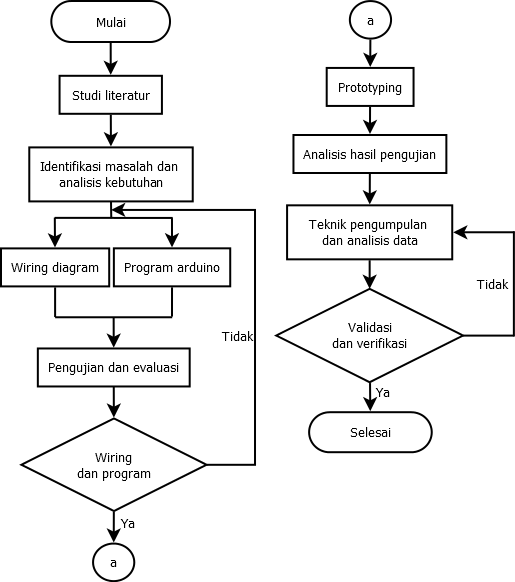 Mulai
Studi literatur
Identifikasi masalah dan
analisis kebutuhan
Wiring diagram
Program arduino
Pengujian dan evaluasi
Tidak
Wiring
dan program
Ya
a
a
Prototyping
Analisis hasil pengujian
Teknik pengumpulan
dan analisis data
Tidak
Validasi
dan verifikasi
Ya
Selesai